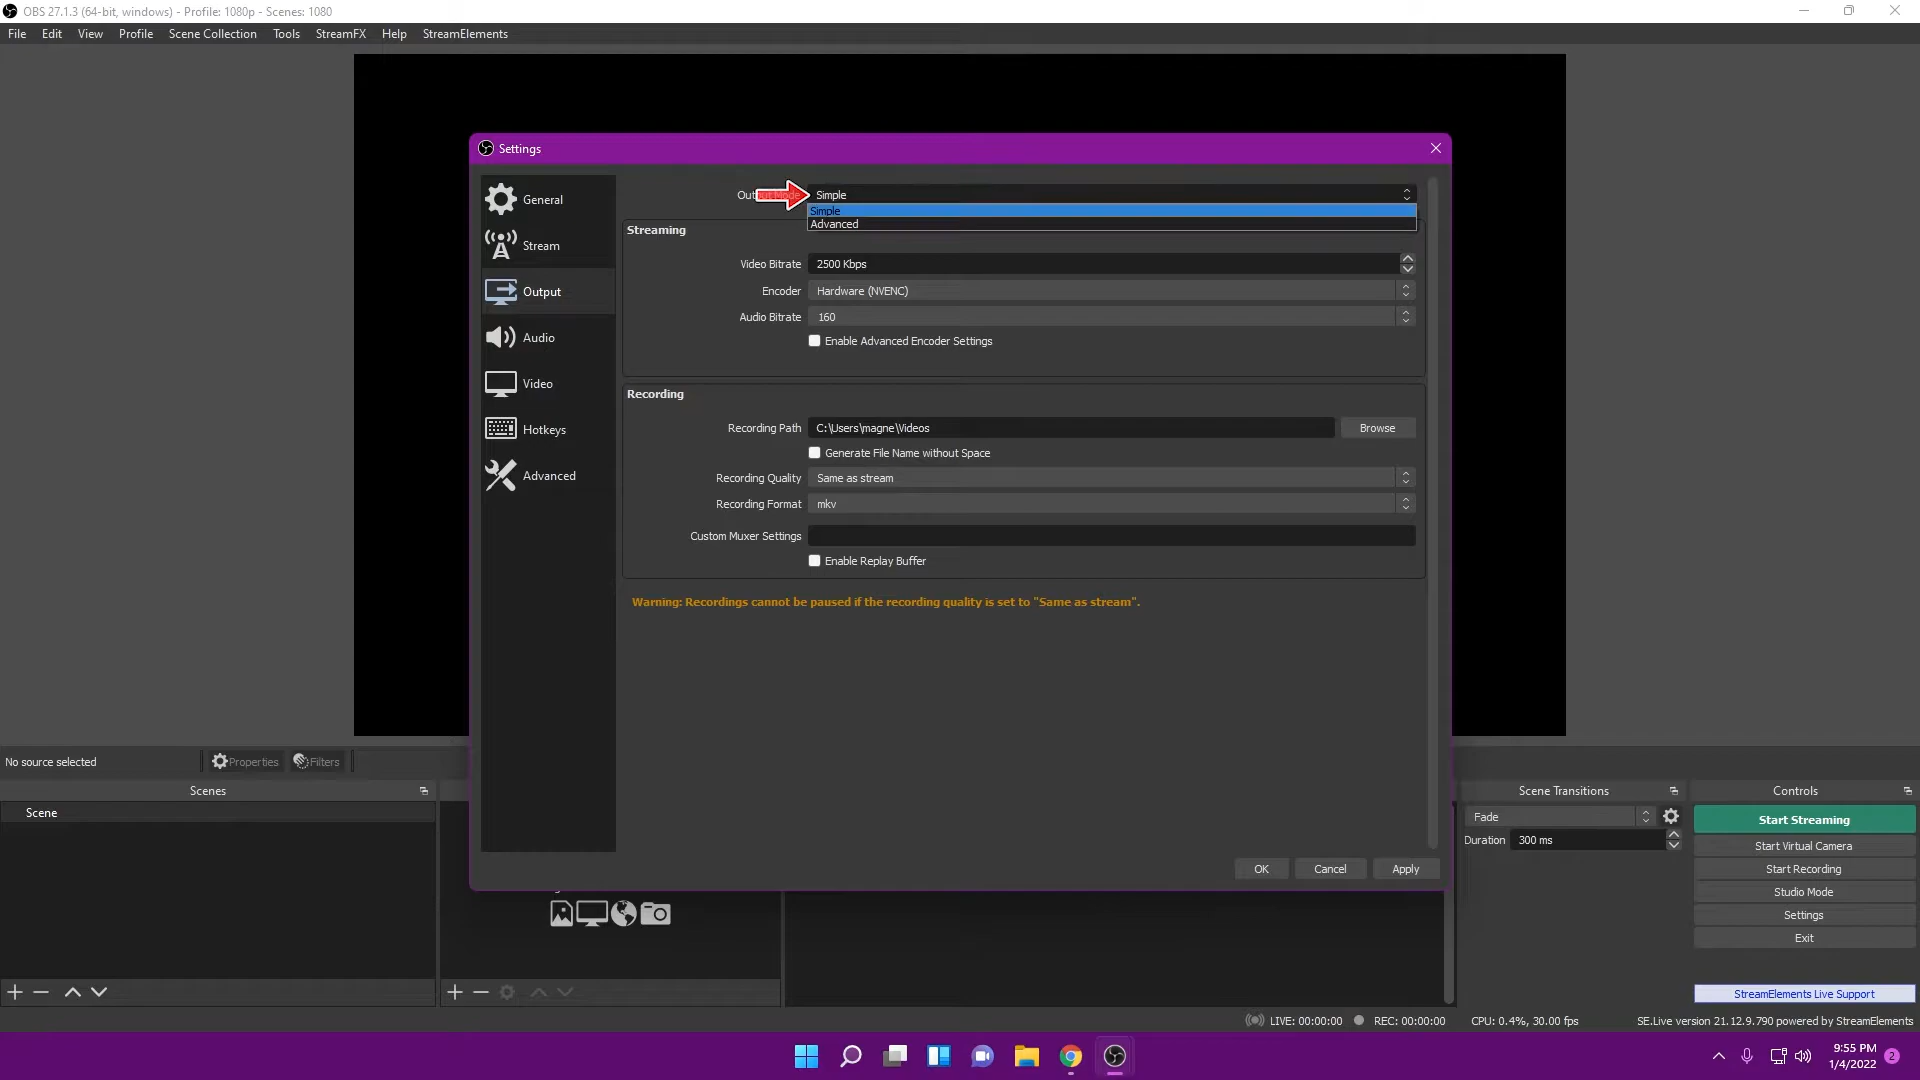 OBS 27.1.3 (64-bit, windows) - Profile: 1080p - Scenes: 1080
File Edit View Profile Scene Collection Tools StreamFX Help StreamElements
Settings
General
Stream
Output
Audio
Video
Hotkeys
Advanced
Output Mode Simple
Simple
Advanced
Streaming
Video Bitrate 2500 Kbps
Encoder Hardware (NVENC)
Audio Bitrate 160
Enable Advanced Encoder Settings
Recording
Recording Path C:\Users\magne\Videos Browse
Generate File Name without Space
Recording Quality Same as stream
Recording Format mkv
Custom Muxer Settings
Enable Replay Buffer
Warning: Recordings cannot be paused if the recording quality is set to "Same as stream".
OK Cancel Apply
No source selected Properties Filters
Scenes
Scene
Scene Transitions
Fade
Duration 300 ms
Controls
Start Streaming
Start Virtual Camera
Start Recording
Studio Mode
Settings
Exit
StreamElements Live Support
LIVE: 00:00:00 REC: 00:00:00 CPU: 0.4%, 30.00 fps SE.Live version 21.12.9.790 powered by StreamElements
9:55 PM
1/4/2022
2